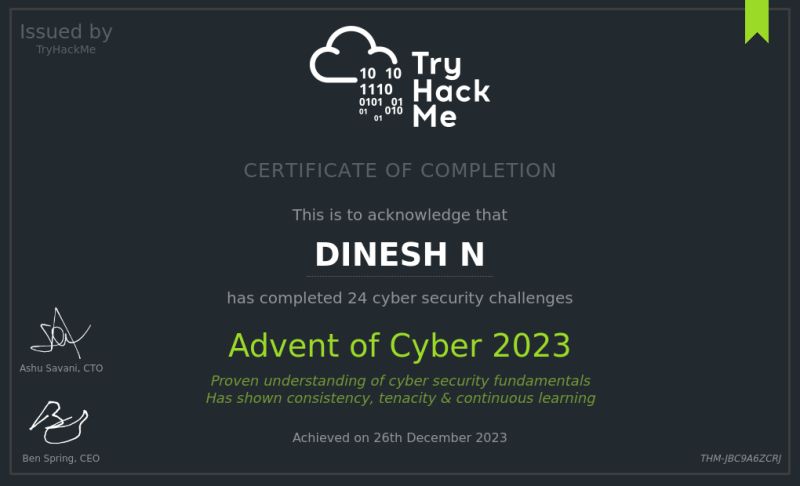 Issued by
TryHackMe
10 10
1110
0101 01
01 010
01
Try
Hack
Me
CERTIFICATE OF COMPLETION
This is to acknowledge that
DINESH N
has completed 24 cyber security challenges
Advent of Cyber 2023
Proven understanding of cyber security fundamentals
Has shown consistency, tenacity & continuous learning
Achieved on 26th December 2023
Ashu Savani, CTO
Ben Spring, CEO
THM-JBC9A6ZCRJ